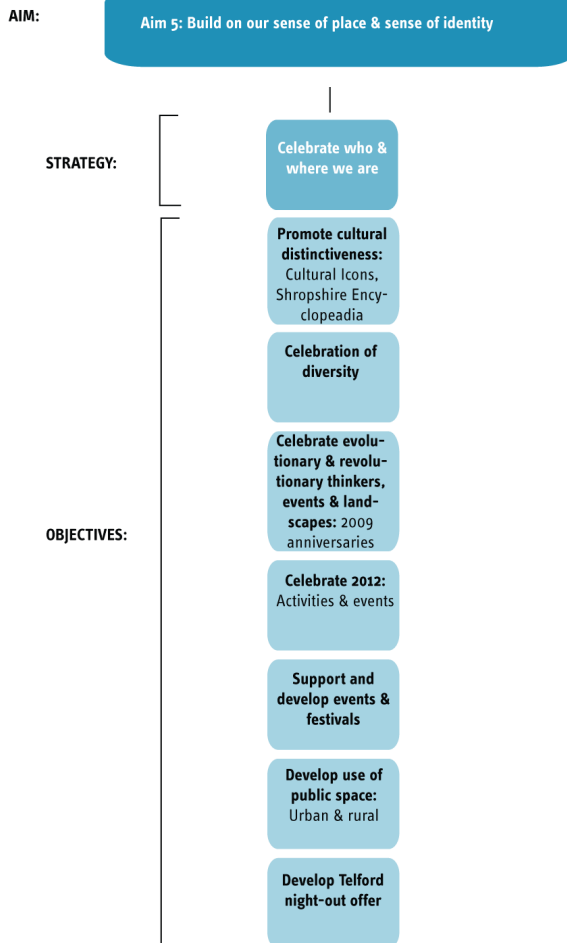 AIM:
Aim 5: Build on our sense of place & sense of identity
STRATEGY:
Celebrate who &
where we are
OBJECTIVES:
Promote cultural
distinctiveness:
Cultural Icons,
Shropshire Ency-
clopeadia
Celebration of
diversity
Celebrate evolu-
tionary & revolu-
tionary thinkers,
events & land-
scapes: 2009
anniversaries
Celebrate 2012:
Activities & events
Support and
develop events &
festivals
Develop use of
public space:
Urban & rural
Develop Telford
night-out offer